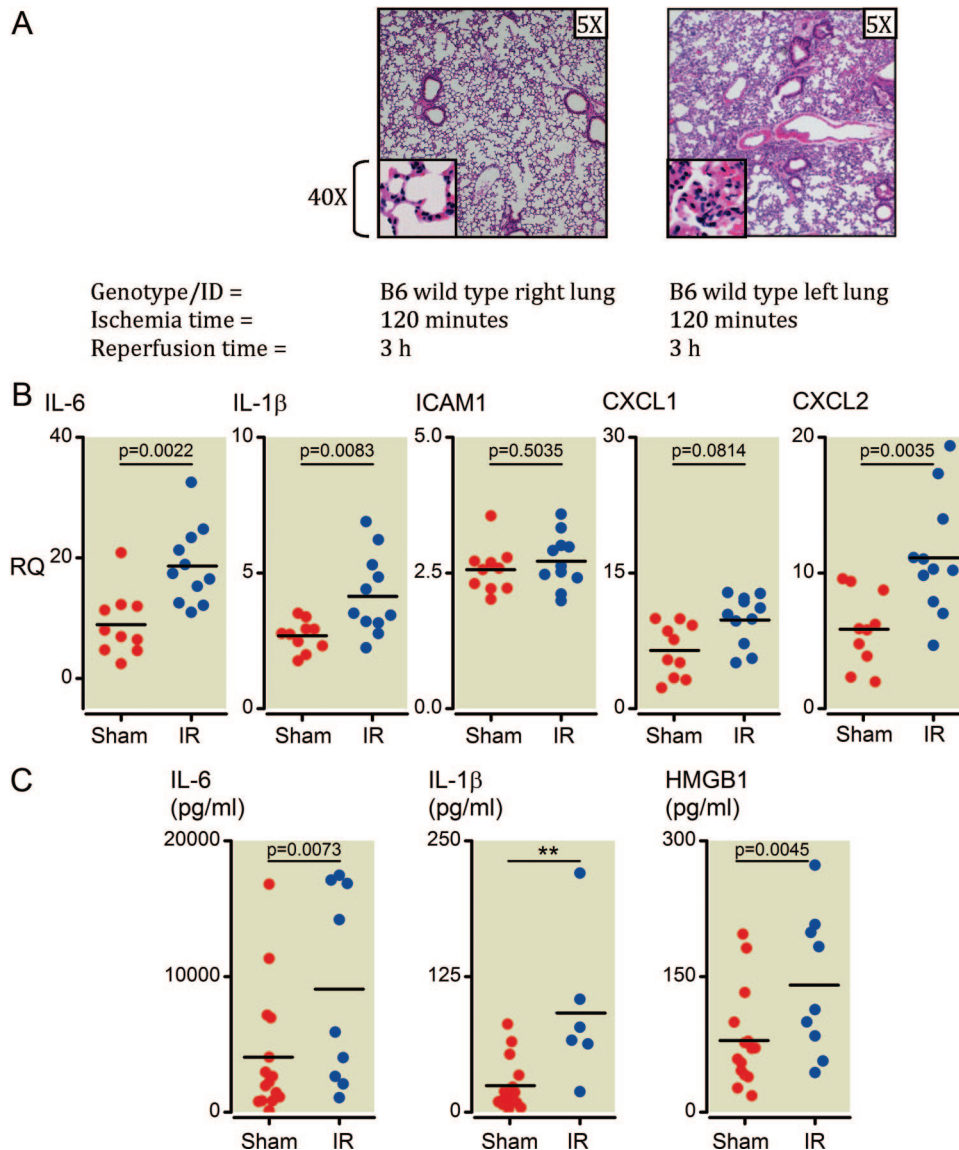 A
5X
5X
40X
Genotype/ID = B6 wild type right lung B6 wild type left lung
Ischemia time = 120 minutes 120 minutes
Reperfusion time = 3 h 3 h
B
IL-6 IL-1β ICAM1 CXCL1 CXCL2
40 10 5.0 30 20
p=0.0022 p=0.0083 p=0.5035 p=0.0814 p=0.0035
RQ
20 5 2.5 15 10
0 0 0.0 0 0
Sham IR Sham IR Sham IR Sham IR Sham IR
C
IL-6 IL-1β HMGB1
(pg/ml) (pg/ml) (pg/ml)
20000 250 300
p=0.0073 ** p=0.0045
10000 125 150
0 0 0
Sham IR Sham IR Sham IR